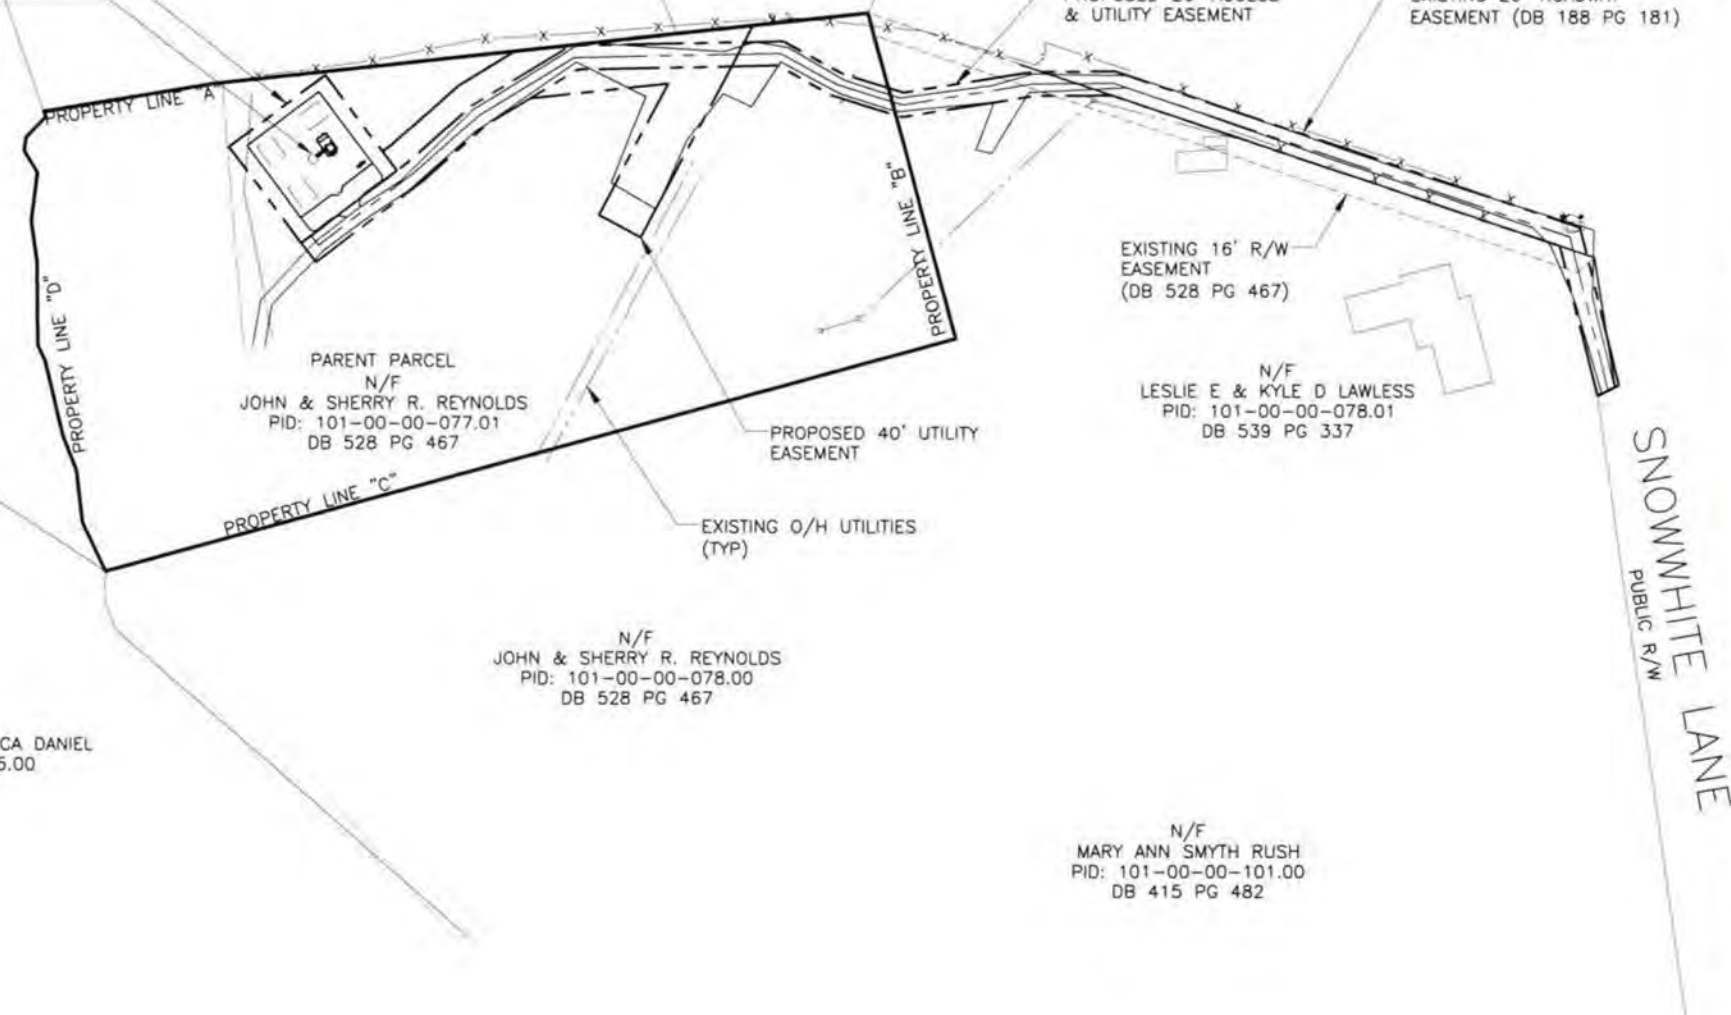 & UTILITY EASEMENT
EASEMENT (DB 188 PG 181)
PROPERTY LINE "A"
PROPERTY LINE "B"
PROPERTY LINE "D"
EXISTING 16' R/W
EASEMENT
(DB 528 PG 467)
PARENT PARCEL
N/F
JOHN & SHERRY R. REYNOLDS
PID: 101-00-00-077.01
DB 528 PG 467
N/F
LESLIE E & KYLE D LAWLESS
PID: 101-00-00-078.01
DB 539 PG 337
PROPOSED 40' UTILITY
EASEMENT
PROPERTY LINE "C"
EXISTING O/H UTILITIES
(TYP)
SNOWWHITE LANE
PUBLIC R/W
N/F
JOHN & SHERRY R. REYNOLDS
PID: 101-00-00-078.00
DB 528 PG 467
CA DANIEL
5.00
N/F
MARY ANN SMYTH RUSH
PID: 101-00-00-101.00
DB 415 PG 482